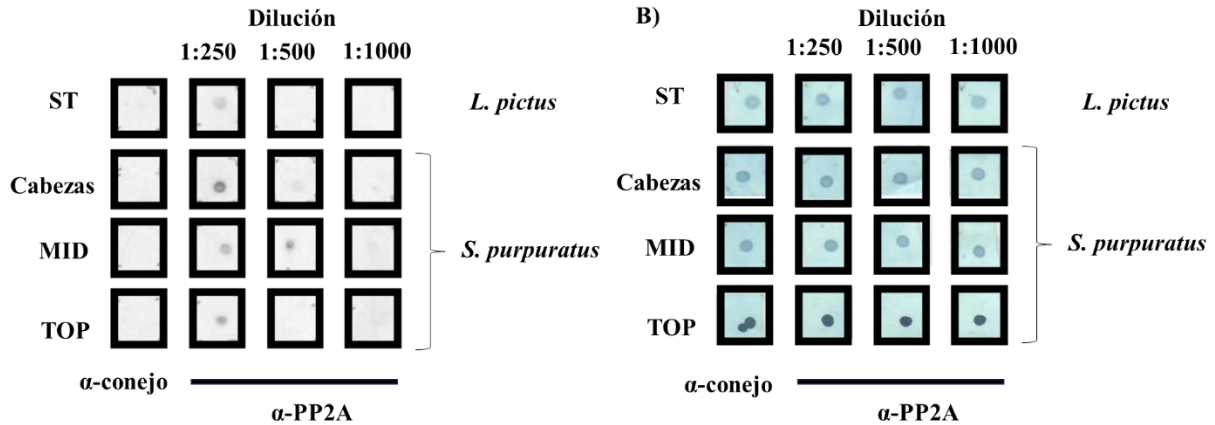 Dilución
1:250 1:500 1:1000
ST
L. pictus
Cabezas
MID
S. purpuratus
TOP
α-conejo
α-PP2A
B)
Dilución
1:250 1:500 1:1000
ST
L. pictus
Cabezas
MID
S. purpuratus
TOP
α-conejo
α-PP2A